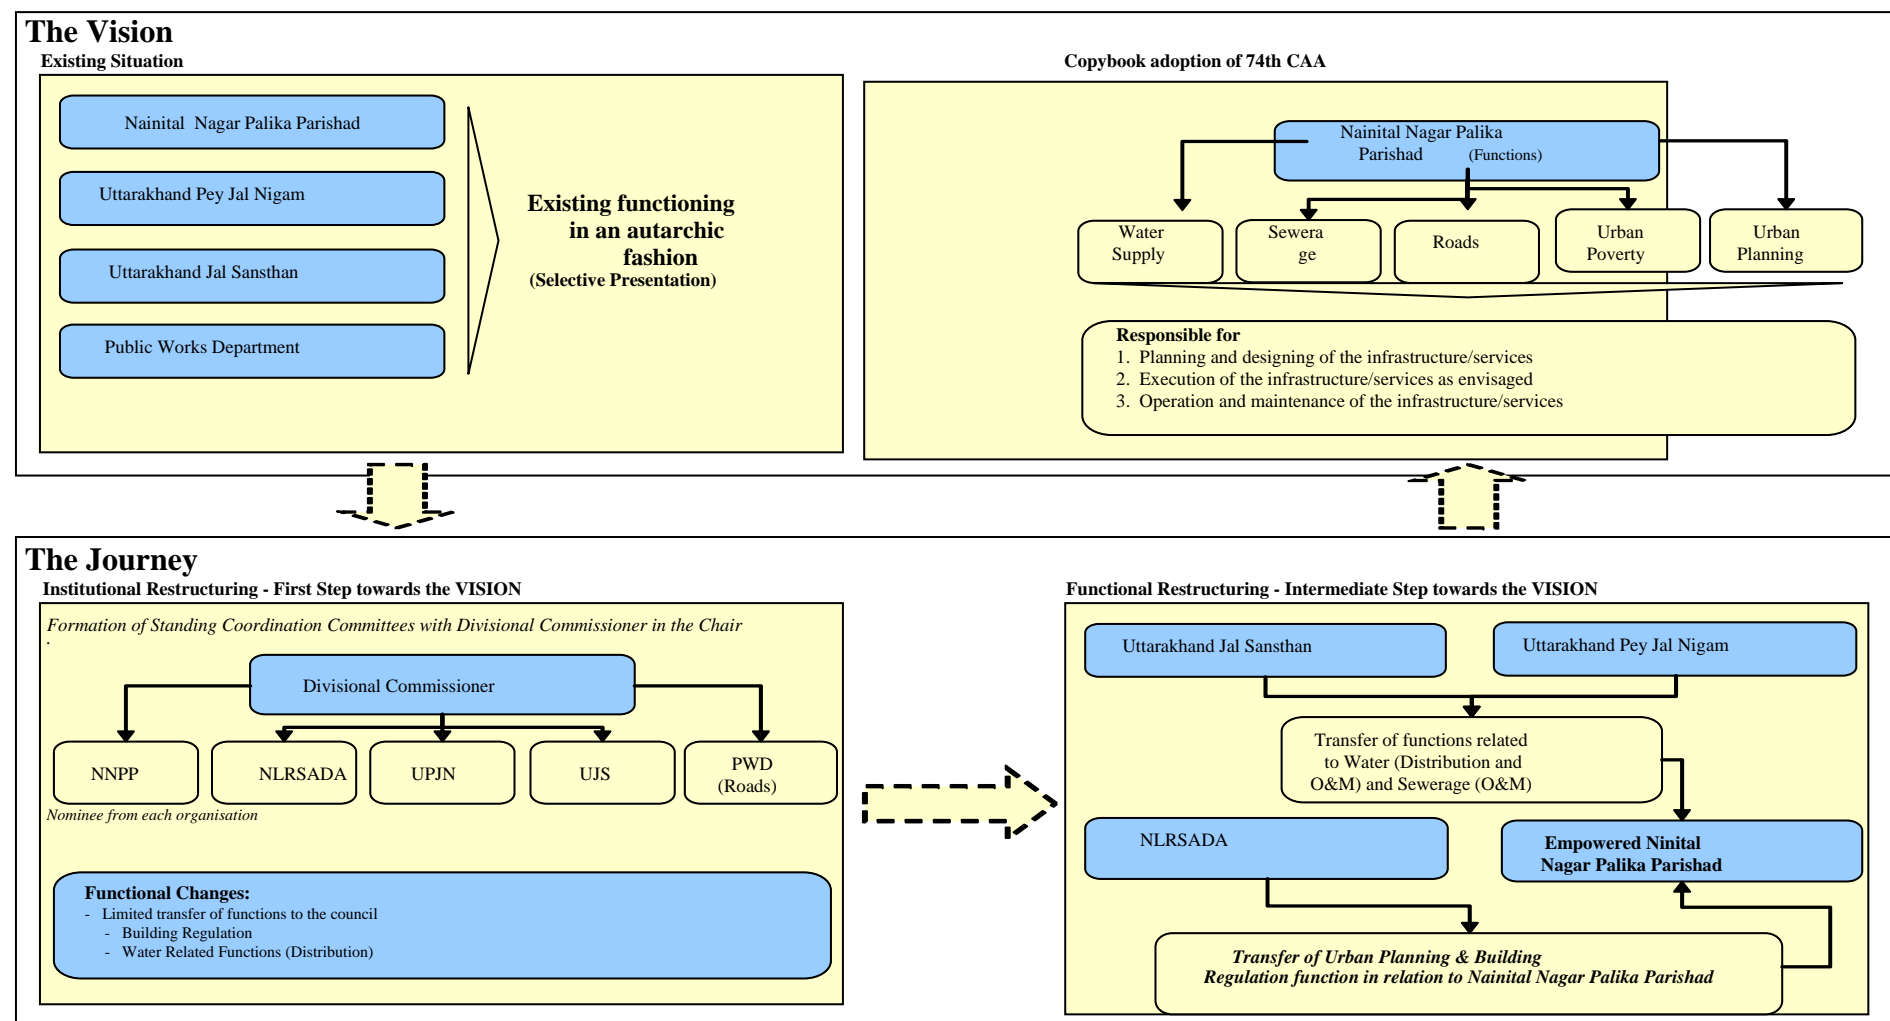 The Vision
Existing Situation
Nainital Nagar Palika Parishad
Uttarakhand Pey Jal Nigam
Uttarakhand Jal Sansthan
Public Works Department
Existing functioning
in an autarchic
fashion
(Selective Presentation)
Copybook adoption of 74th CAA
Nainital Nagar Palika
Parishad (Functions)
Water
Supply
Sewera
ge
Roads
Urban
Poverty
Urban
Planning
Responsible for
1. Planning and designing of the infrastructure/services
2. Execution of the infrastructure/services as envisaged
3. Operation and maintenance of the infrastructure/services
The Journey
Institutional Restructuring - First Step towards the VISION
Formation of Standing Coordination Committees with Divisional Commissioner in the Chair
.
Divisional Commissioner
NNPP
NLRSADA
UPJN
UJS
PWD
(Roads)
Nominee from each organisation
Functional Changes:
- Limited transfer of functions to the council
- Building Regulation
- Water Related Functions (Distribution)
Functional Restructuring - Intermediate Step towards the VISION
Uttarakhand Jal Sansthan
Uttarakhand Pey Jal Nigam
Transfer of functions related
to Water (Distribution and
O&M) and Sewerage (O&M)
NLRSADA
Empowered Ninital
Nagar Palika Parishad
Transfer of Urban Planning & Building
Regulation function in relation to Nainital Nagar Palika Parishad